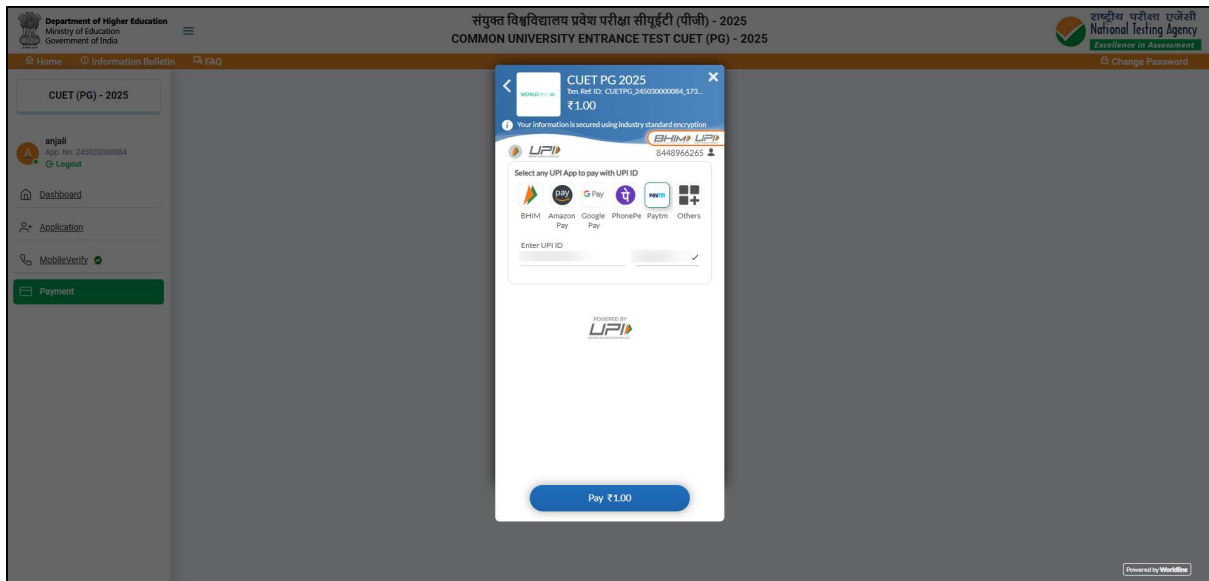 Department of Higher Education
Ministry of Education
Government of India
संयुक्त विश्वविद्यालय प्रवेश परीक्षा सीयूईटी (पीजी) - 2025
COMMON UNIVERSITY ENTRANCE TEST CUET (PG) - 2025
राष्ट्रीय परीक्षा एजेंसी
National Testing Agency
Excellence in Assessment
Home Information Bulletin FAQ
Change Password
CUET (PG) - 2025
A
anjali
App. No: 245030000084
Logout
Dashboard
Application
MobileVerify
Payment
WORLDLINE
CUET PG 2025
Txn. Ref. ID: CUETPG_245030000084_173...
₹1.00
Your information is secured using industry standard encryption
BHIM UPI
UPI
8448966265
Select any UPI App to pay with UPI ID
pay
G Pay
पे
paytm
BHIM
Amazon Pay
Google Pay
PhonePe
Paytm
Others
Enter UPI ID
POWERED BY
UPI
Pay ₹1.00
Powered by Worldline